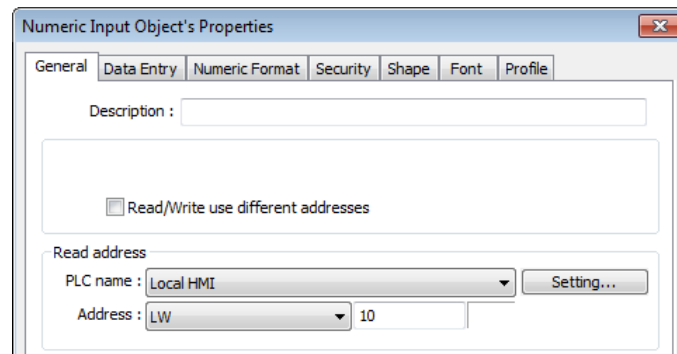 Numeric Input Object's Properties
General Data Entry Numeric Format Security Shape Font Profile
Description :
Read/Write use different addresses
Read address
PLC name : Local HMI Setting...
Address : LW 10